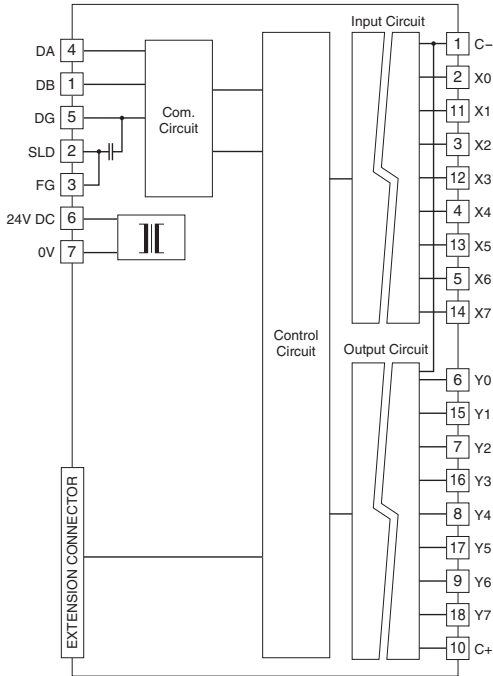 Input Circuit
DA 4
DB 1
DG 5
SLD 2
FG 3
24V DC 6
0V 7
Com.
Circuit
Control
Circuit
1 C−
2 X0
11 X1
3 X2
12 X3
4 X4
13 X5
5 X6
14 X7
Output Circuit
6 Y0
15 Y1
7 Y2
16 Y3
8 Y4
17 Y5
9 Y6
18 Y7
10 C+
EXTENSION CONNECTOR